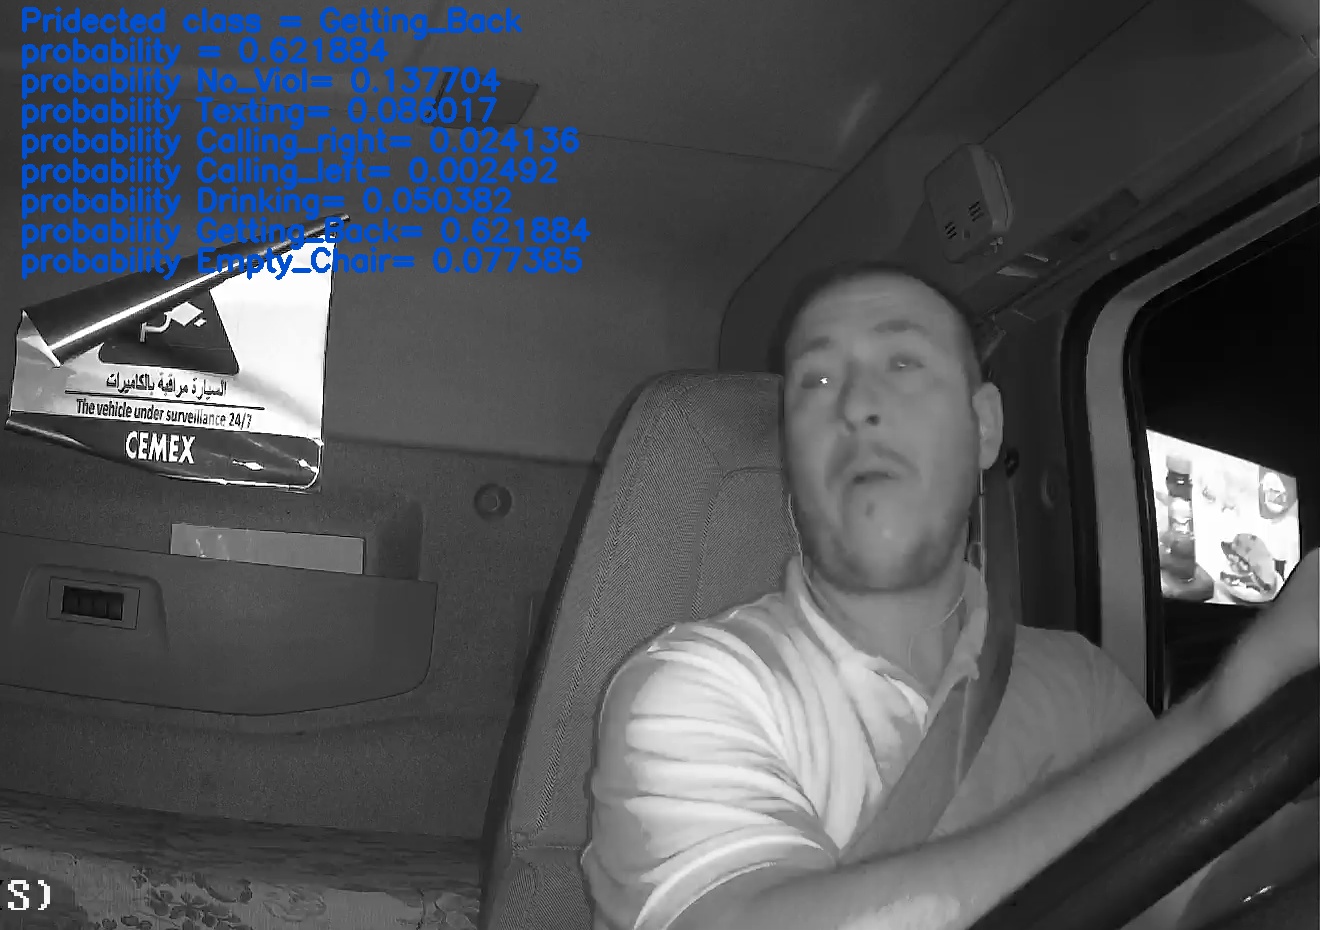 Pridected class = Getting_Back
probability = 0.621884
probability No_Viol= 0.137704
probability Texting= 0.086017
probability Calling_right= 0.024136
probability Calling_left= 0.002492
probability Drinking= 0.050382
probability Getting_Back= 0.621884
probability Empty_Chair= 0.077385
السيارة مراقبة بالكاميرات
The vehicle under surveillance 24/7
CEMEX
S)